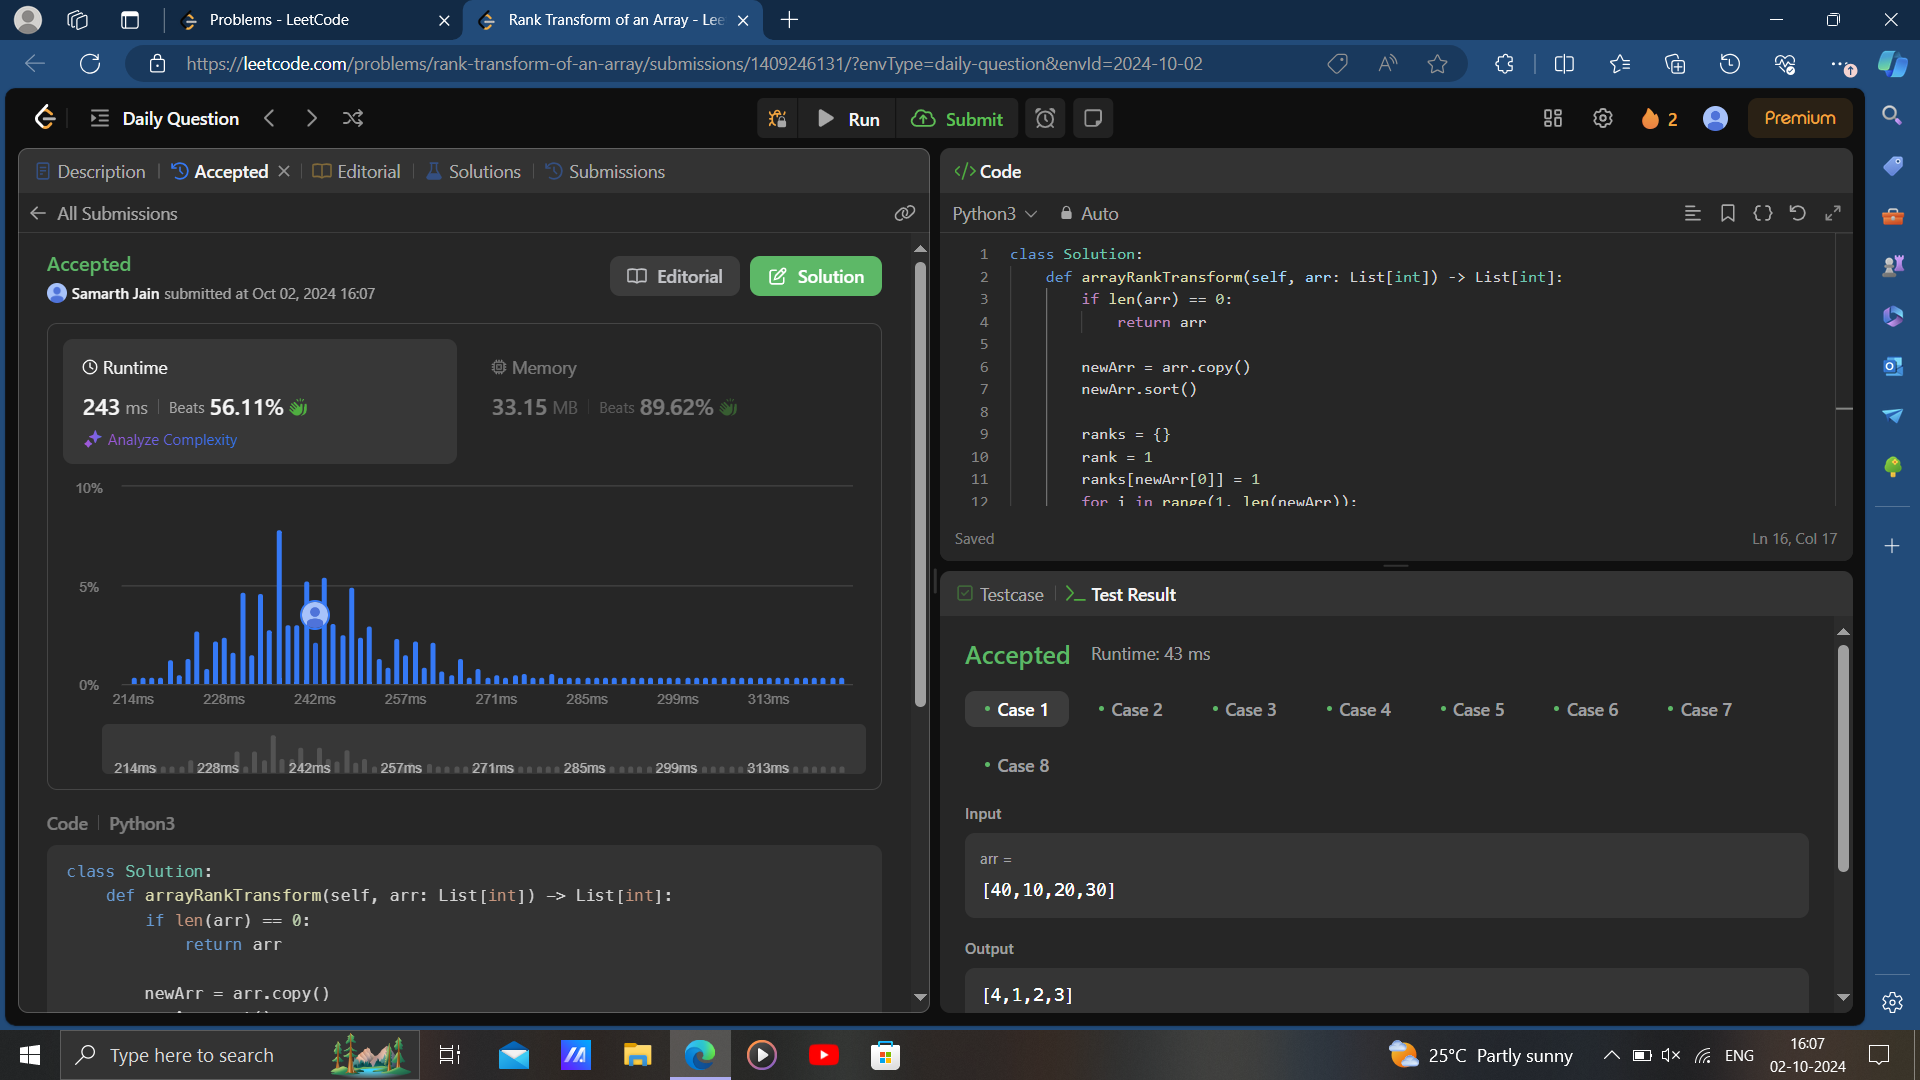 Problems - LeetCode
Rank Transform of an Array - Lee
https://leetcode.com/problems/rank-transform-of-an-array/submissions/1409246131/?envType=daily-question&envId=2024-10-02
Daily Question
Run
Submit
2
Premium
Description
Accepted
Editorial
Solutions
Submissions
All Submissions
Accepted
Samarth Jain submitted at Oct 02, 2024 16:07
Editorial
Solution
Runtime
243 ms
Beats 56.11%
Analyze Complexity
Memory
33.15 MB
Beats 89.62%
10%
5%
0%
214ms 228ms 242ms 257ms 271ms 285ms 299ms 313ms
214ms 228ms 242ms 257ms 271ms 285ms 299ms 313ms
Code
Python3
class Solution:
def arrayRankTransform(self, arr: List[int]) -> List[int]:
if len(arr) == 0:
return arr
newArr = arr.copy()
</> Code
Python3
Auto
1 class Solution:
2 def arrayRankTransform(self, arr: List[int]) -> List[int]:
3 if len(arr) == 0:
4 return arr
5
6 newArr = arr.copy()
7 newArr.sort()
8
9 ranks = {}
10 rank = 1
11 ranks[newArr[0]] = 1
12 for i in range(1, len(newArr)):
Saved
Ln 16, Col 17
Testcase
Test Result
Accepted
Runtime: 43 ms
Case 1
Case 2
Case 3
Case 4
Case 5
Case 6
Case 7
Case 8
Input
arr =
[40,10,20,30]
Output
[4,1,2,3]
Type here to search
25°C Partly sunny
ENG
16:07
02-10-2024